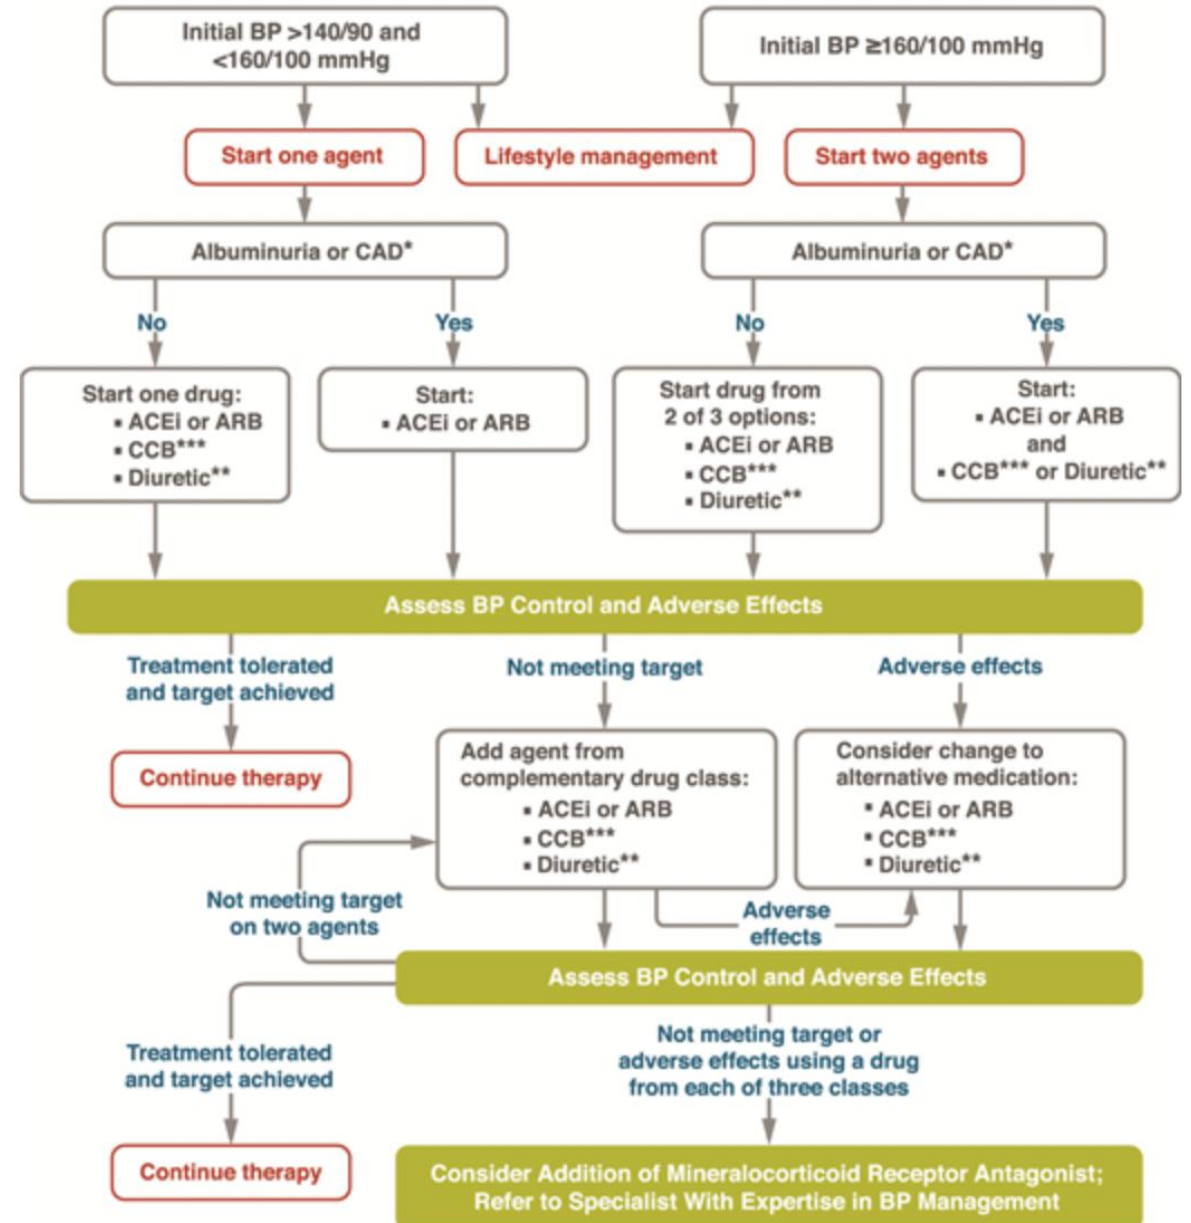 Initial BP >140/90 and
<160/100 mmHg
Initial BP ≥160/100 mmHg
Start one agent
Lifestyle management
Start two agents
Albuminuria or CAD*
Albuminuria or CAD*
No
Yes
No
Yes
Start one drug:
▪ ACEi or ARB
▪ CCB***
▪ Diuretic**
Start:
▪ ACEi or ARB
Start drug from
2 of 3 options:
▪ ACEi or ARB
▪ CCB***
▪ Diuretic**
Start:
▪ ACEi or ARB
and
▪ CCB*** or Diuretic**
Assess BP Control and Adverse Effects
Treatment tolerated
and target achieved
Not meeting target
Adverse effects
Continue therapy
Add agent from
complementary drug class:
▪ ACEi or ARB
▪ CCB***
▪ Diuretic**
Consider change to
alternative medication:
▪ ACEi or ARB
▪ CCB***
▪ Diuretic**
Not meeting target
on two agents
Adverse
effects
Assess BP Control and Adverse Effects
Treatment tolerated
and target achieved
Not meeting target or
adverse effects using a drug
from each of three classes
Continue therapy
Consider Addition of Mineralocorticoid Receptor Antagonist;
Refer to Specialist With Expertise in BP Management